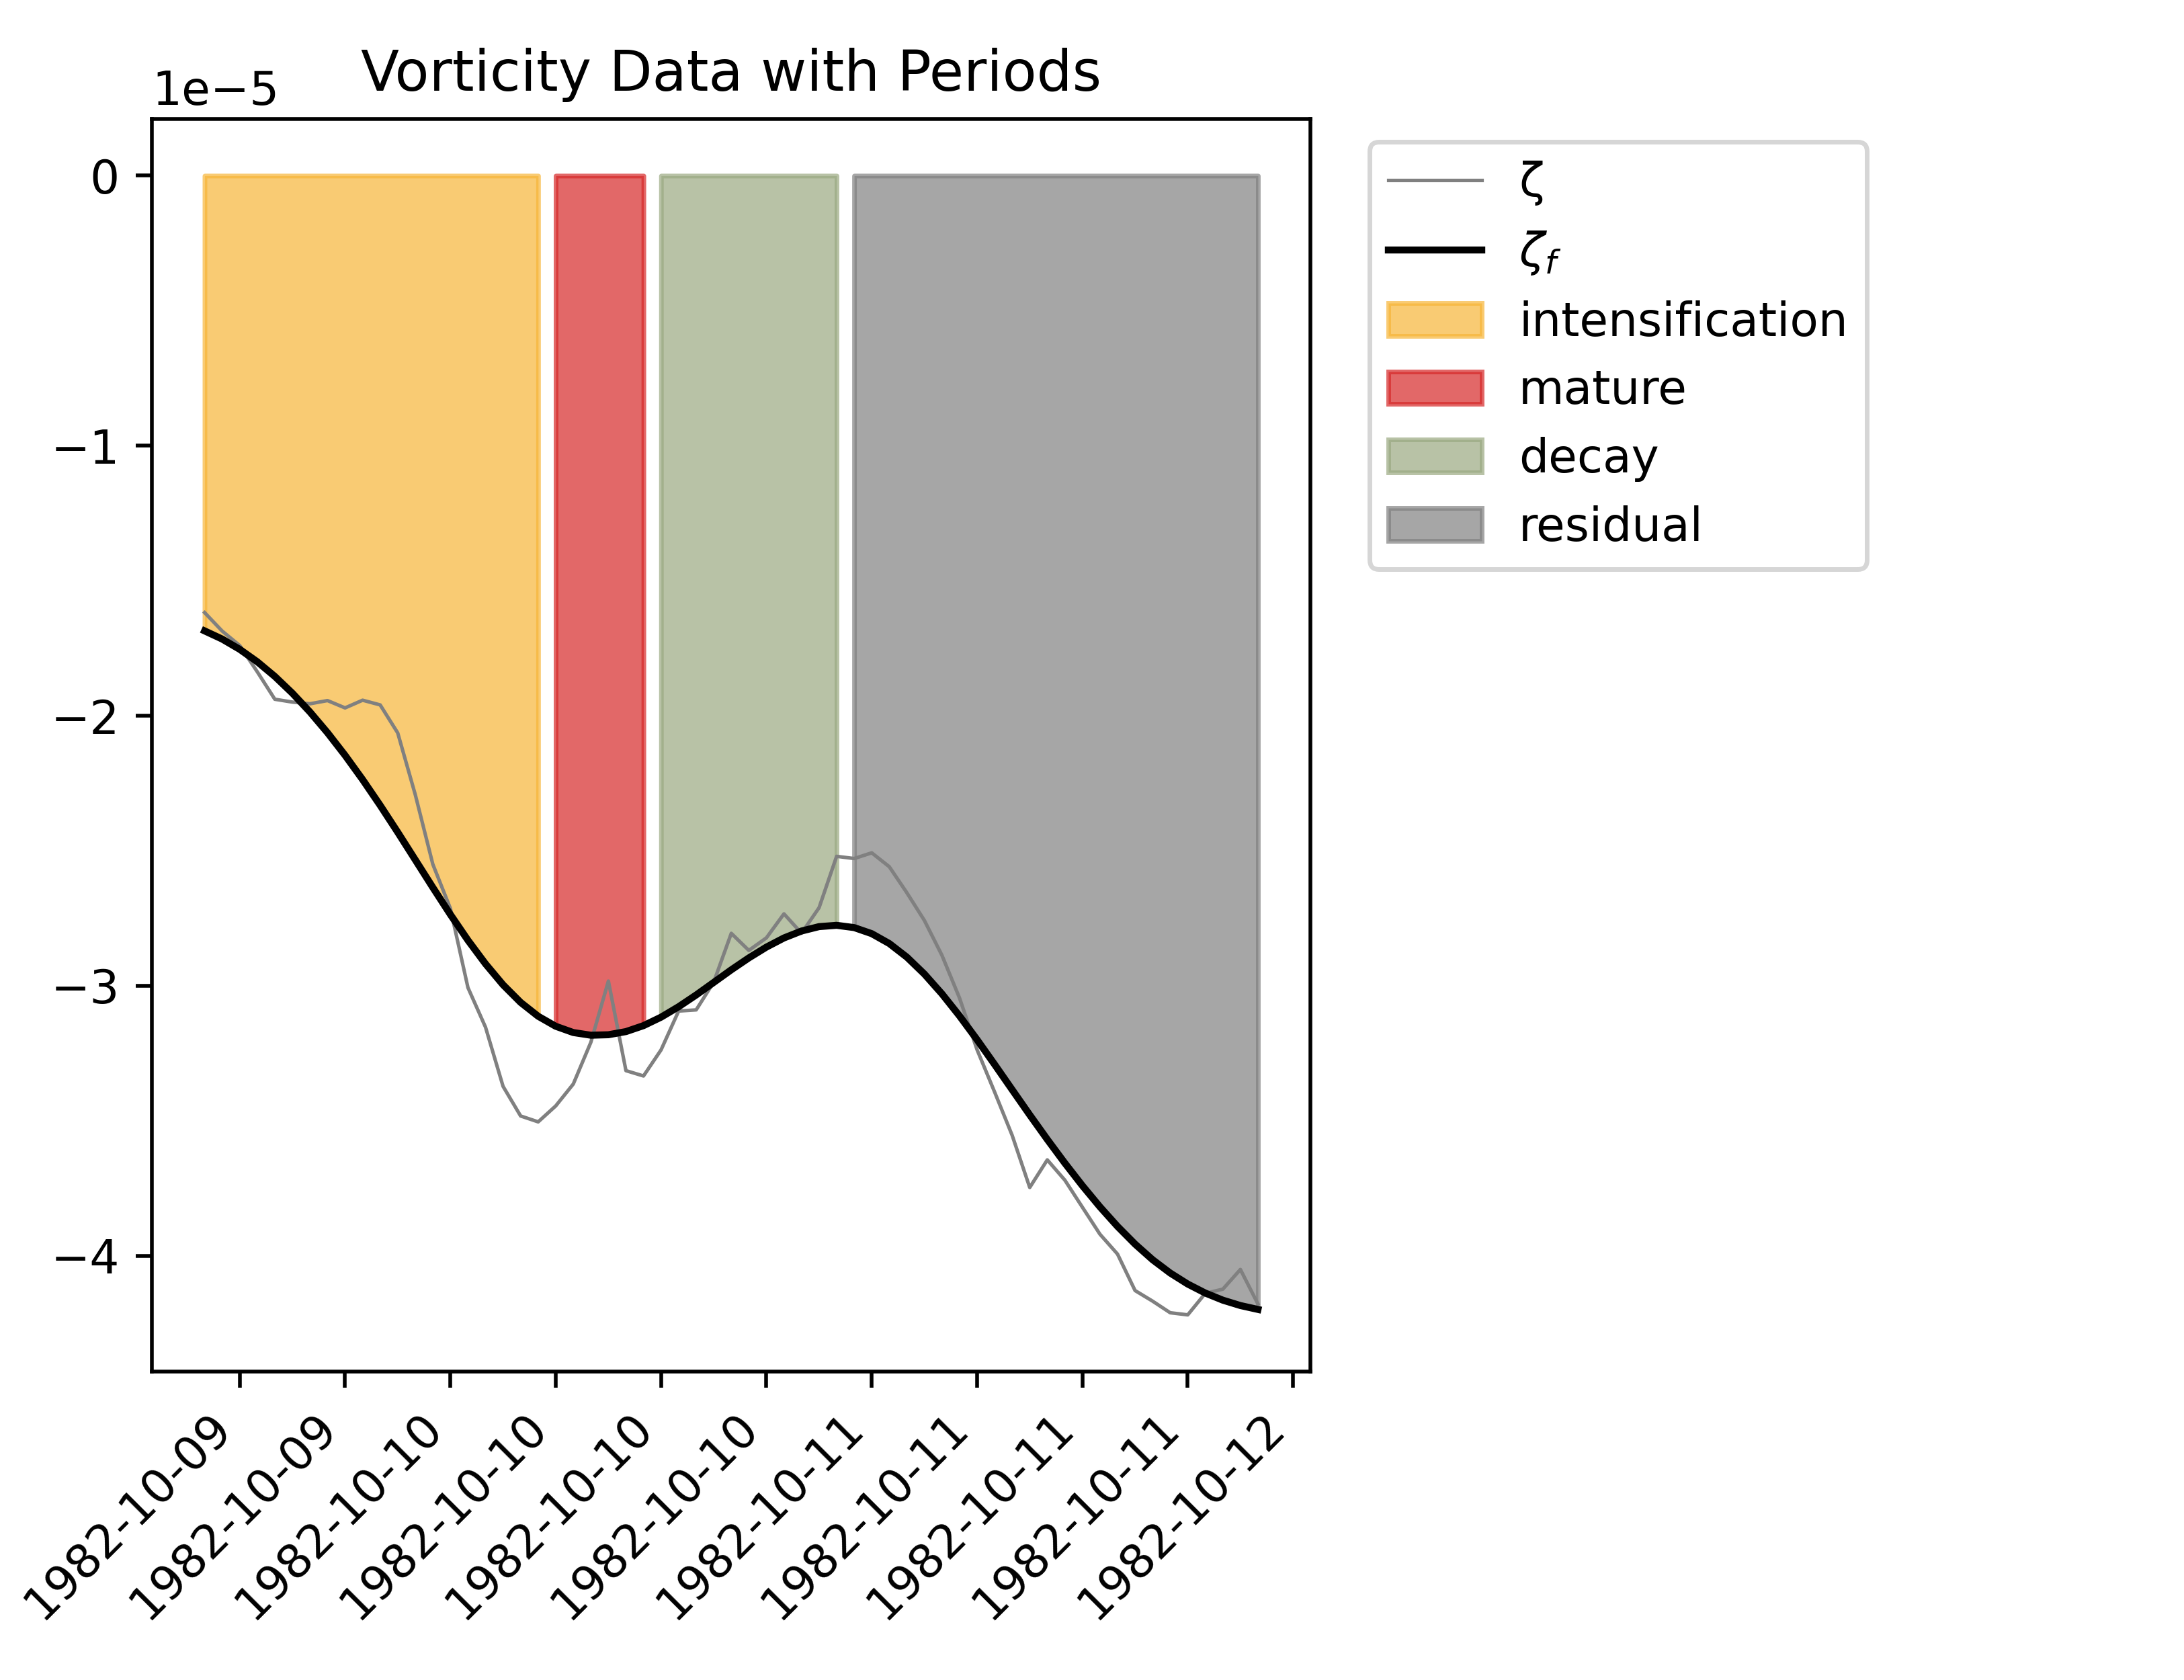 Vorticity Data with Periods
1e−5
0
−1
−2
−3
−4
1982-10-09
1982-10-09
1982-10-10
1982-10-10
1982-10-10
1982-10-10
1982-10-11
1982-10-11
1982-10-11
1982-10-11
1982-10-12
ζ
ζf
intensification
mature
decay
residual